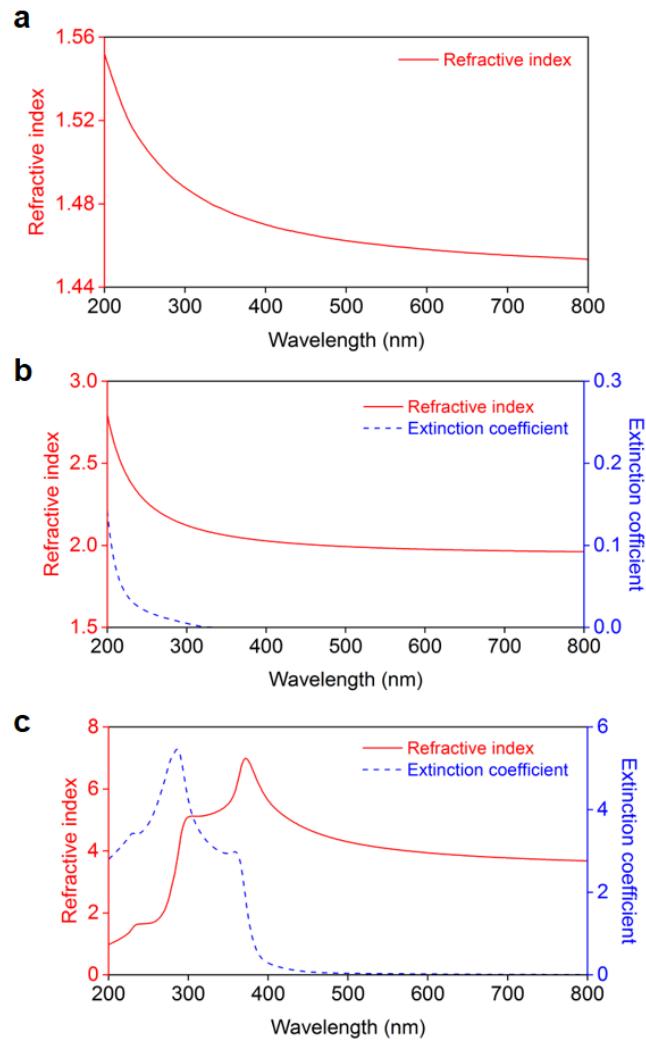 a
1.56
1.52
1.48
1.44
Refractive index
Refractive index
200 300 400 500 600 700 800
Wavelength (nm)
b
3.0
2.5
2.0
1.5
Refractive index
Refractive index
Extinction coefficient
0.3
0.2
0.1
0.0
Extinction cofficient
200 300 400 500 600 700 800
Wavelength (nm)
c
8
6
4
2
0
Refractive index
Refractive index
Extinction coefficient
6
4
2
0
Extinction coefficient
200 300 400 500 600 700 800
Wavelength (nm)